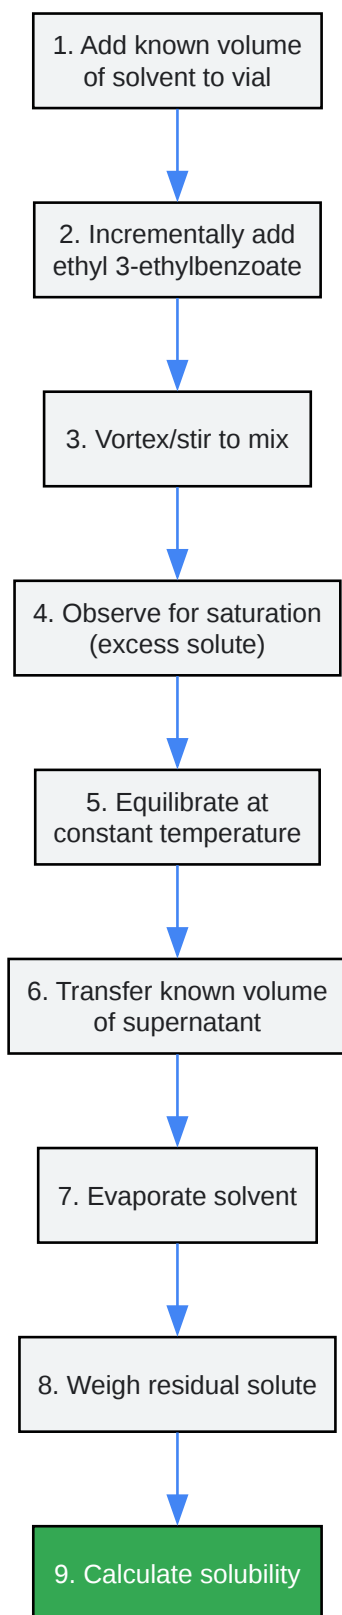 1. Add known volume
of solvent to vial
2. Incrementally add
ethyl 3-ethylbenzoate
3. Vortex/stir to mix
4. Observe for saturation
(excess solute)
5. Equilibrate at
constant temperature
6. Transfer known volume
of supernatant
7. Evaporate solvent
8. Weigh residual solute
9. Calculate solubility